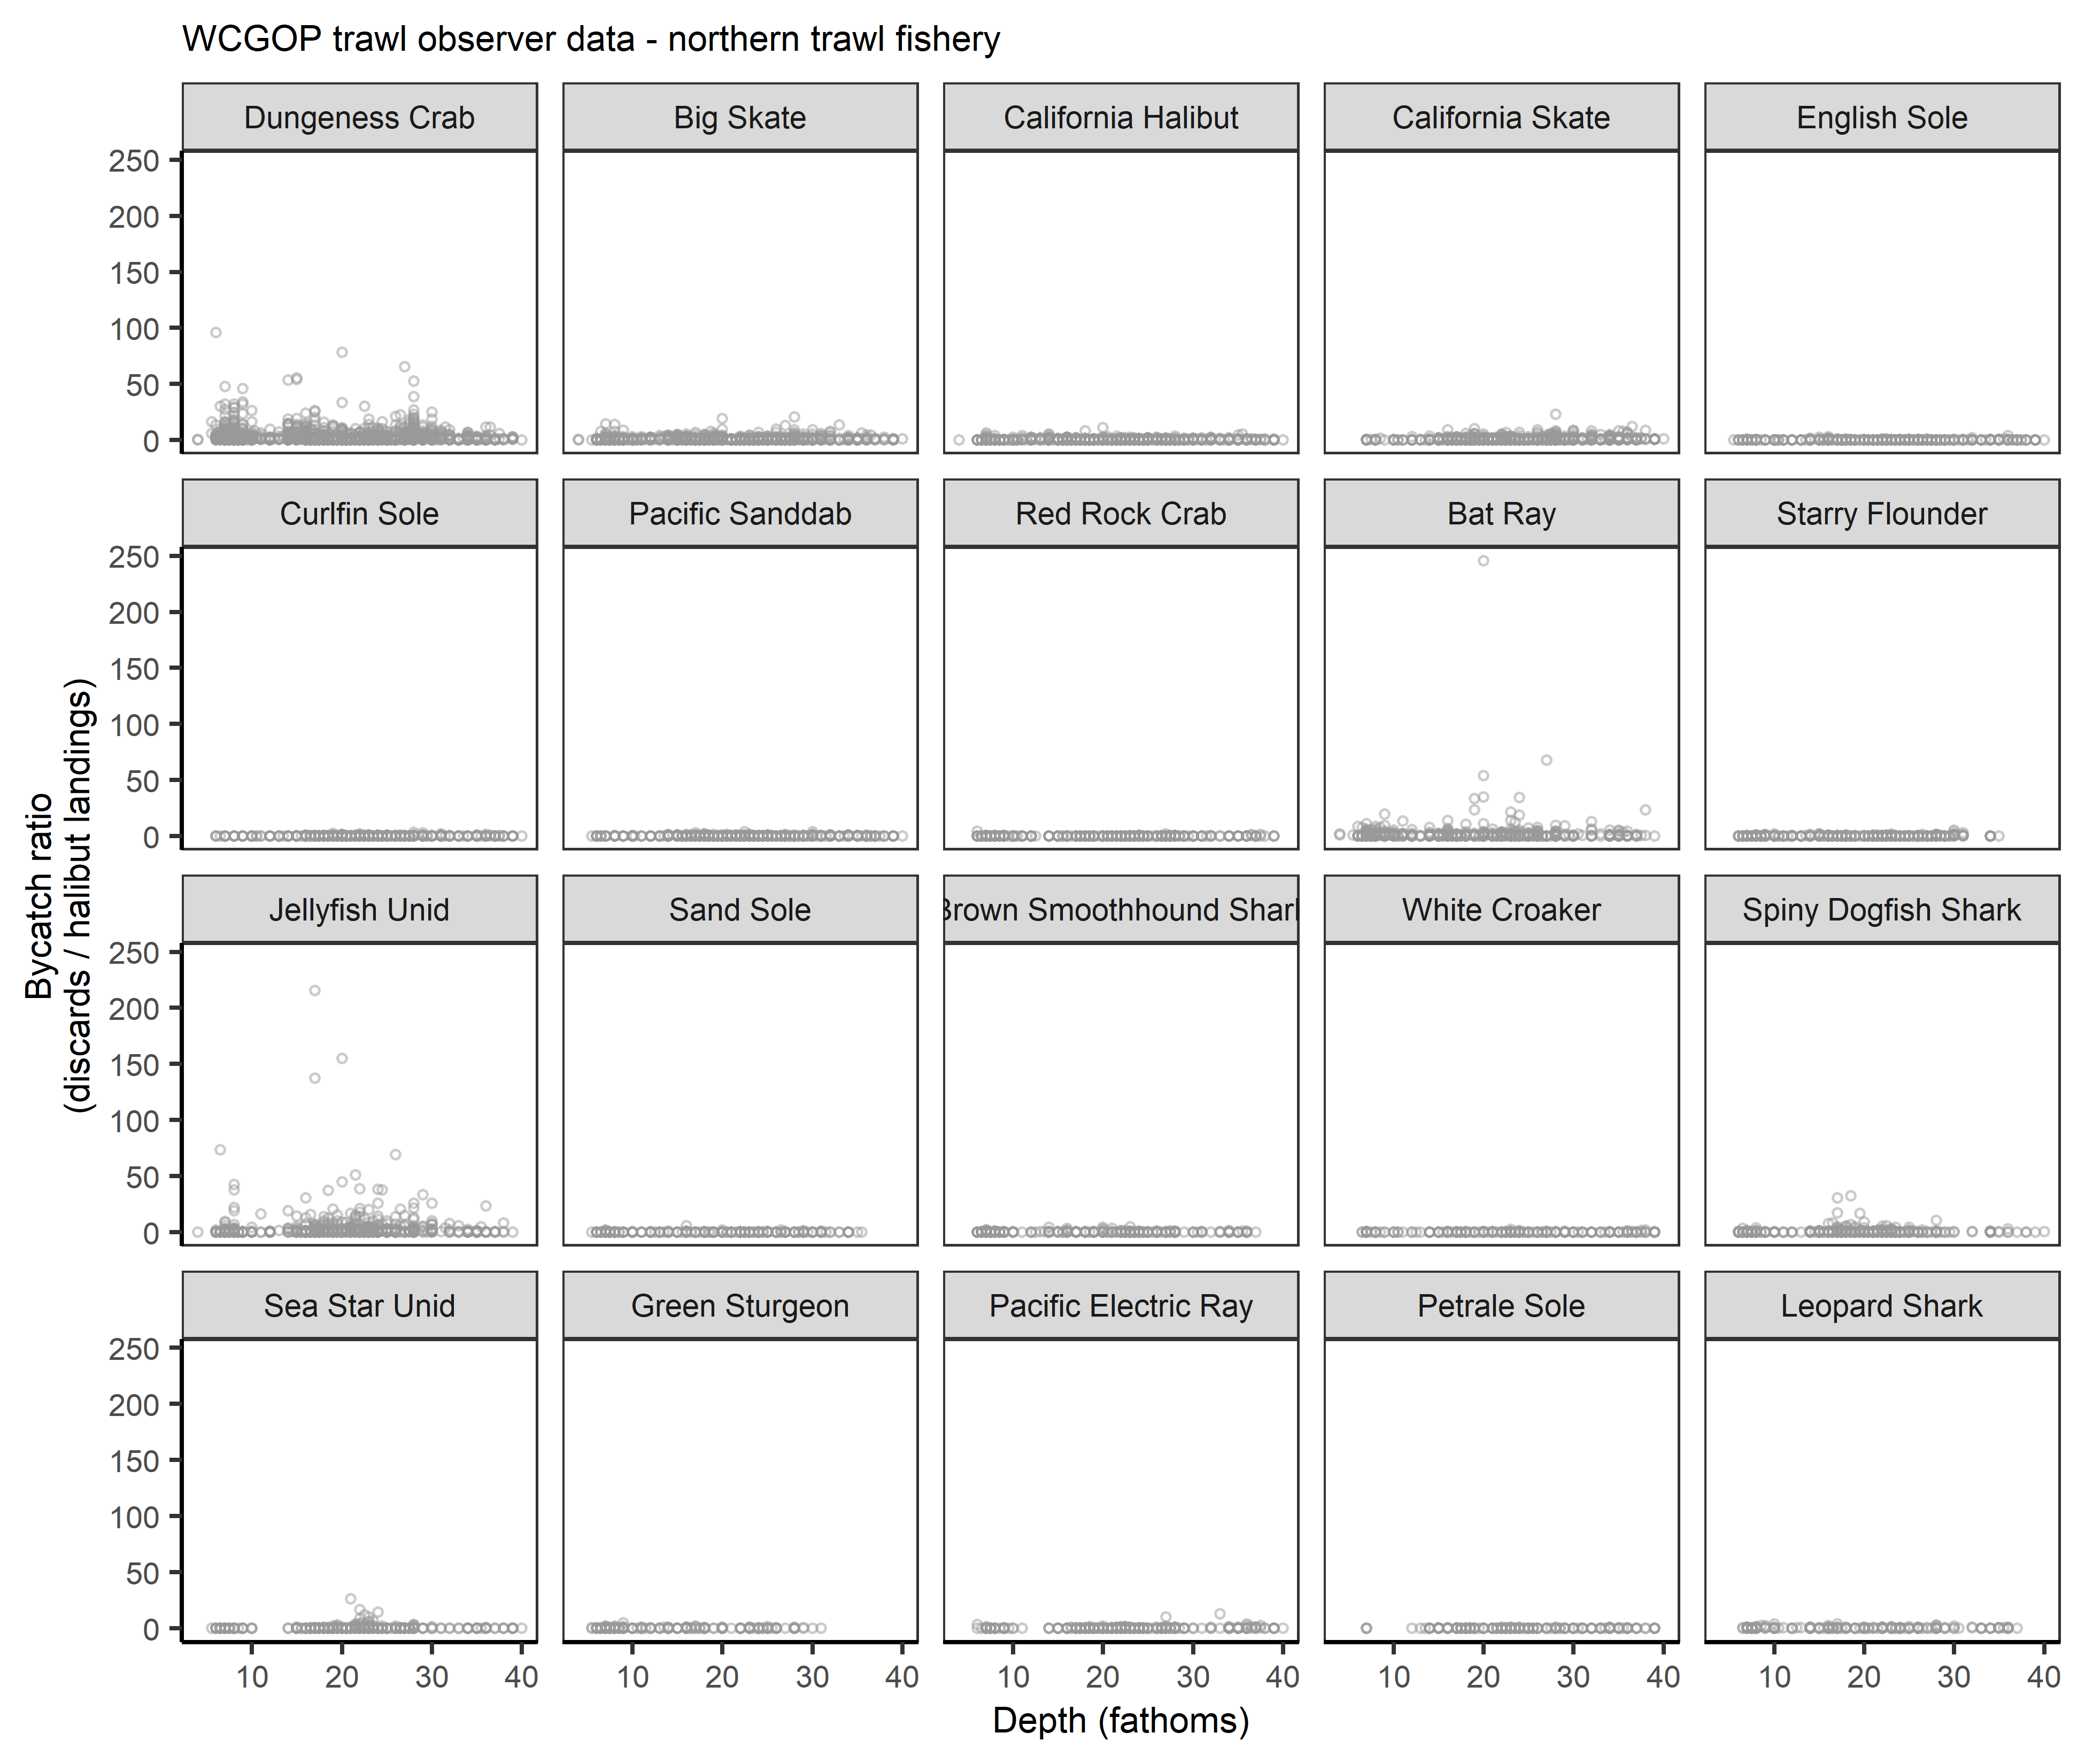 WCGOP trawl observer data - northern trawl fishery
Dungeness Crab
Big Skate
California Halibut
California Skate
English Sole
250
200
150
100
50
0
Curlfin Sole
Pacific Sanddab
Red Rock Crab
Bat Ray
Starry Flounder
250
200
150
100
50
0
Bycatch ratio
(discards / halibut landings)
Jellyfish Unid
Sand Sole
Brown Smoothhound Shark
White Croaker
Spiny Dogfish Shark
250
200
150
100
50
0
Sea Star Unid
Green Sturgeon
Pacific Electric Ray
Petrale Sole
Leopard Shark
250
200
150
100
50
0
10 20 30 40
10 20 30 40
10 20 30 40
10 20 30 40
10 20 30 40
Depth (fathoms)